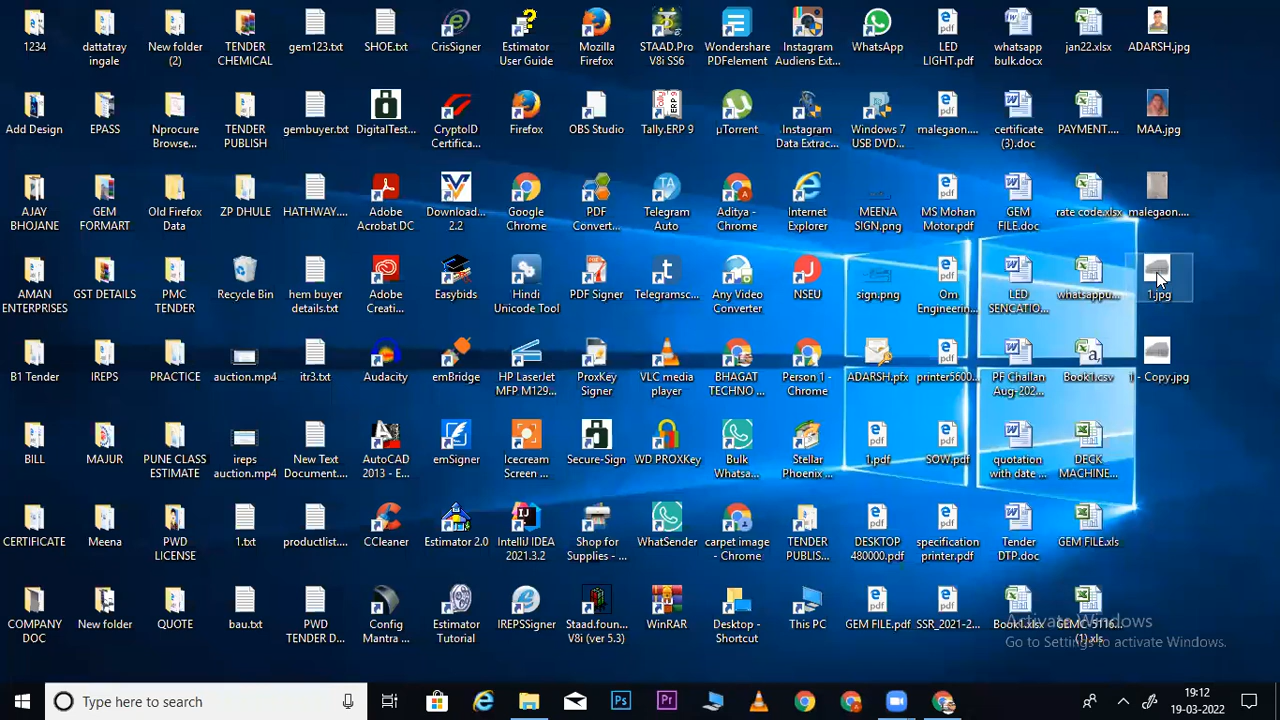 1234
dattatray
ingale
New folder
(2)
TENDER
CHEMICAL
gem123.txt
SHOE.txt
CrisSigner
Estimator
User Guide
Mozilla
Firefox
STAAD.Pro
V8i SS6
Wondershare
PDFelement
Instagram
Audiens Ext...
WhatsApp
LED
LIGHT.pdf
whatsapp
bulk.docx
jan22.xlsx
ADARSH.jpg
Add Design
EPASS
Nprocure
Browse...
TENDER
PUBLISH
gembuyer.txt
DigitalTest...
CryptoID
Certifica...
Firefox
OBS Studio
Tally.ERP 9
µTorrent
Instagram
Data Extrac...
Windows 7
USB DVD...
malegaon....
certificate
(3).doc
PAYMENT....
MAA.jpg
AJAY
BHOJANE
GEM
FORMART
Old Firefox
Data
ZP DHULE
HATHWAY....
Adobe
Acrobat DC
Download...
2.2
Google
Chrome
PDF
Convert...
Telegram
Auto
Aditya -
Chrome
Internet
Explorer
MEENA
SIGN.png
MS Mohan
Motor.pdf
GEM
FILE.doc
rate code.xlsx
malegaon....
AMAN
ENTERPRISES
GST DETAILS
PMC
TENDER
Recycle Bin
hem buyer
details.txt
Adobe
Creati...
Easybids
Hindi
Unicode Tool
PDF Signer
Telegramsc...
Any Video
Converter
NSEU
sign.png
Om
Engineerin...
LED
SENCATIO...
whatsappu...
1.jpg
B1 Tender
IREPS
PRACTICE
auction.mp4
itr3.txt
Audacity
emBridge
HP LaserJet
MFP M129...
ProxKey
Signer
VLC media
player
BHAGAT
TECHNO ...
Person 1 -
Chrome
ADARSH.pfx
printer5600...
PF Challan
Aug-202...
Book1.csv
1 - Copy.jpg
BILL
MAJUR
PUNE CLASS
ESTIMATE
ireps
auction.mp4
New Text
Document....
AutoCAD
2013 - E...
emSigner
Icecream
Screen ...
Secure-Sign
WD PROXKey
Bulk
Whatsa...
Stellar
Phoenix ...
1.pdf
SOW.pdf
quotation
with date ...
DECK
MACHINE...
CERTIFICATE
Meena
PWD
LICENSE
1.txt
productlist....
CCleaner
Estimator 2.0
IntelliJ IDEA
2021.3.2
Shop for
Supplies - ...
WhatSender
carpet image
- Chrome
TENDER
PUBLIS...
DESKTOP
480000.pdf
specification
printer.pdf
Tender
DTP.doc
GEM FILE.xls
COMPANY
DOC
New folder
QUOTE
bau.txt
PWD
TENDER D...
Config
Mantra ...
Estimator
Tutorial
IREPSSigner
Staad.foun...
V8i (ver 5.3)
WinRAR
Desktop -
Shortcut
This PC
GEM FILE.pdf
SSR_2021-2...
Book1.xlsx
GEMC-5116...
(1).xls
Activate Windows
Go to Settings to activate Windows.
Type here to search
19:12
19-03-2022